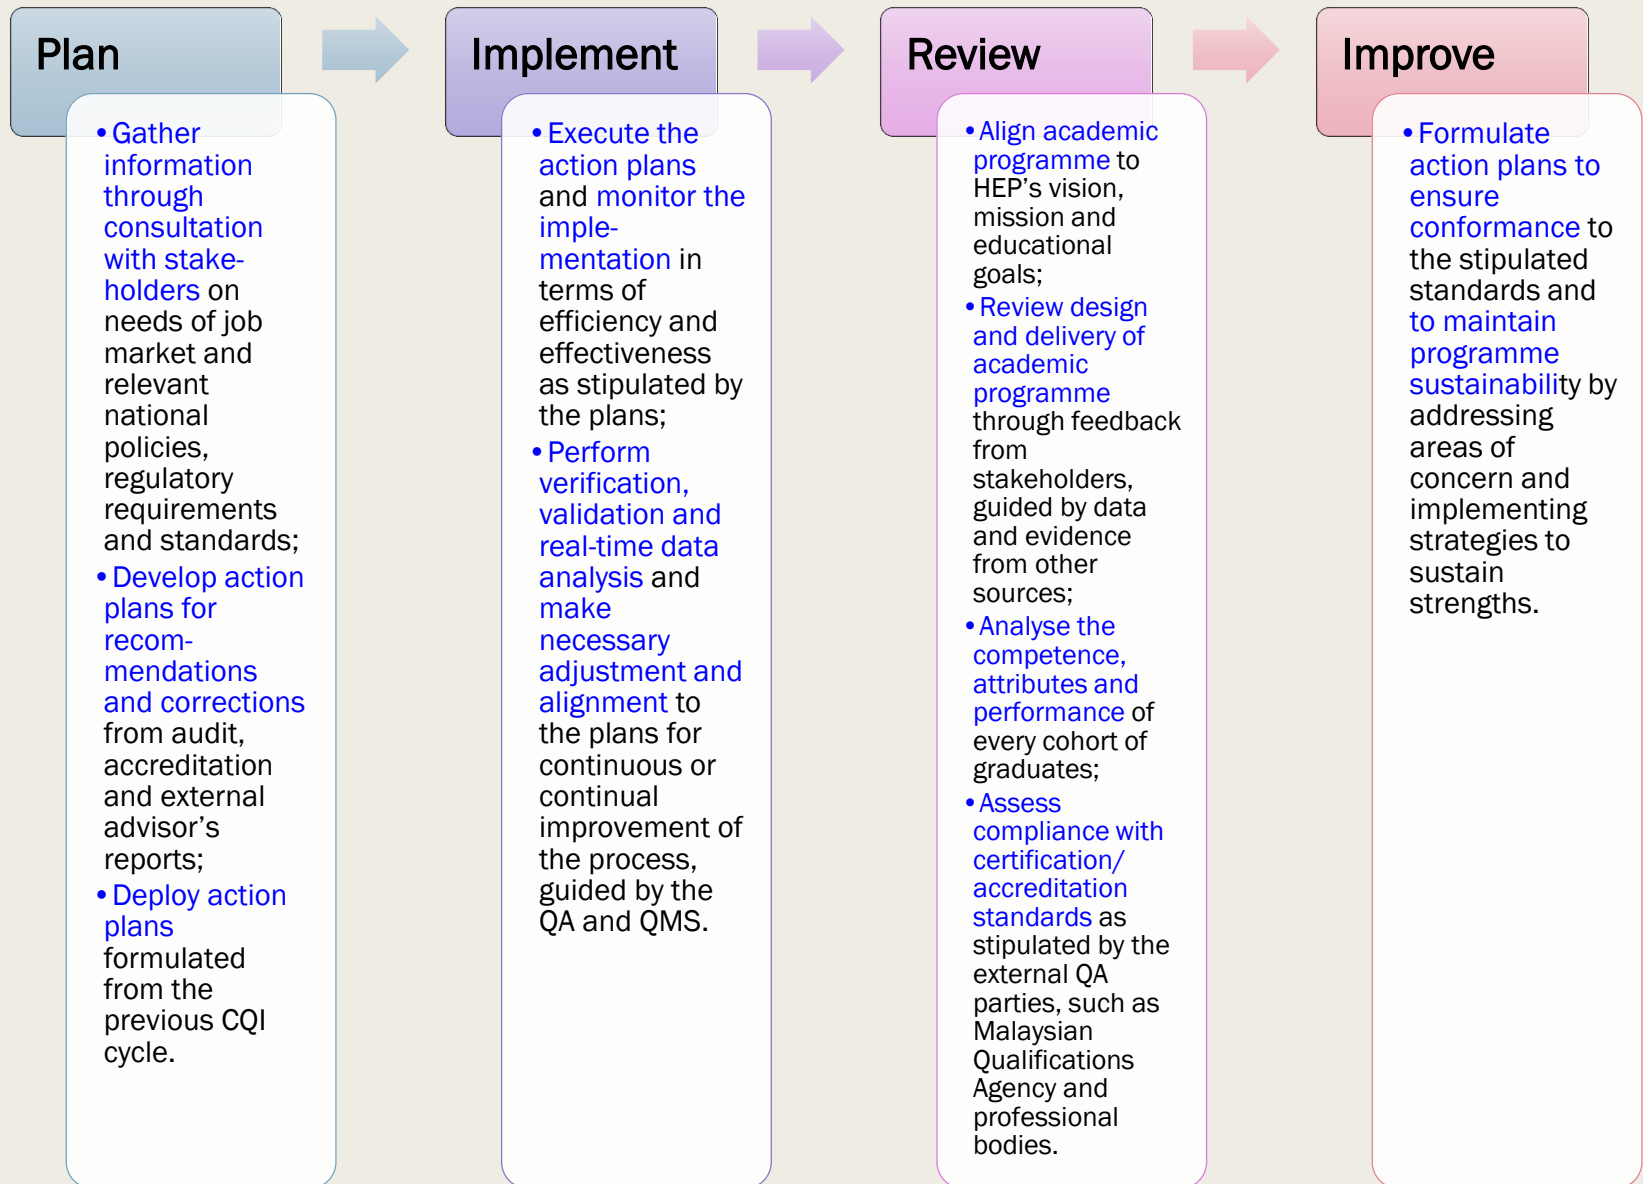 Plan
• Gather
information
through
consultation
with stake-
holders on
needs of job
market and
relevant
national
policies,
regulatory
requirements
and standards;
• Develop action
plans for
recom-
mendations
and corrections
from audit,
accreditation
and external
advisor’s
reports;
• Deploy action
plans
formulated
from the
previous CQI
cycle.
Implement
• Execute the
action plans
and monitor the
imple-
mentation in
terms of
efficiency and
effectiveness
as stipulated by
the plans;
• Perform
verification,
validation and
real-time data
analysis and
make
necessary
adjustment and
alignment to
the plans for
continuous or
continual
improvement of
the process,
guided by the
QA and QMS.
Review
• Align academic
programme to
HEP’s vision,
mission and
educational
goals;
• Review design
and delivery of
academic
programme
through feedback
from
stakeholders,
guided by data
and evidence
from other
sources;
• Analyse the
competence,
attributes and
performance of
every cohort of
graduates;
• Assess
compliance with
certification/
accreditation
standards as
stipulated by the
external QA
parties, such as
Malaysian
Qualifications
Agency and
professional
bodies.
Improve
• Formulate
action plans to
ensure
conformance to
the stipulated
standards and
to maintain
programme
sustainability by
addressing
areas of
concern and
implementing
strategies to
sustain
strengths.